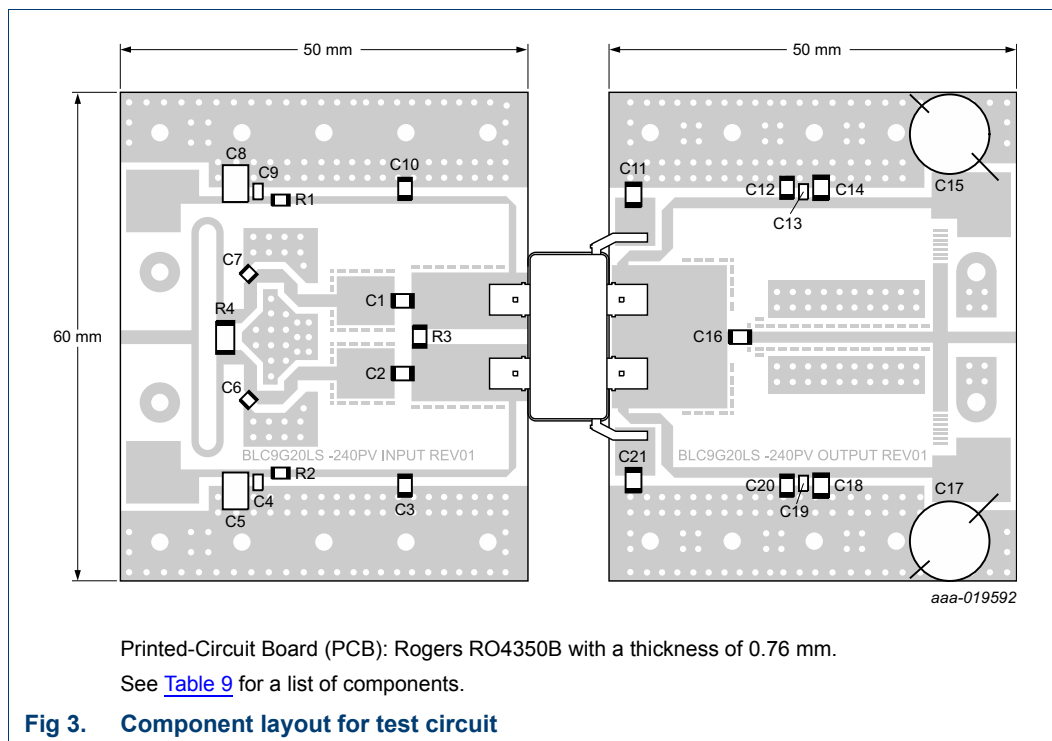 50 mm
50 mm
60 mm
C8
C9
R1
C10
C11
C12
C13
C14
C15
C7
R4
C1
R3
C2
C6
C16
BLC9G20LS -240PV INPUT REV01
BLC9G20LS -240PV OUTPUT REV01
R2
C4
C5
C3
C21
C20
C19
C18
C17
aaa-019592
Printed-Circuit Board (PCB): Rogers RO4350B with a thickness of 0.76 mm.
See Table 9 for a list of components.
Fig 3. Component layout for test circuit